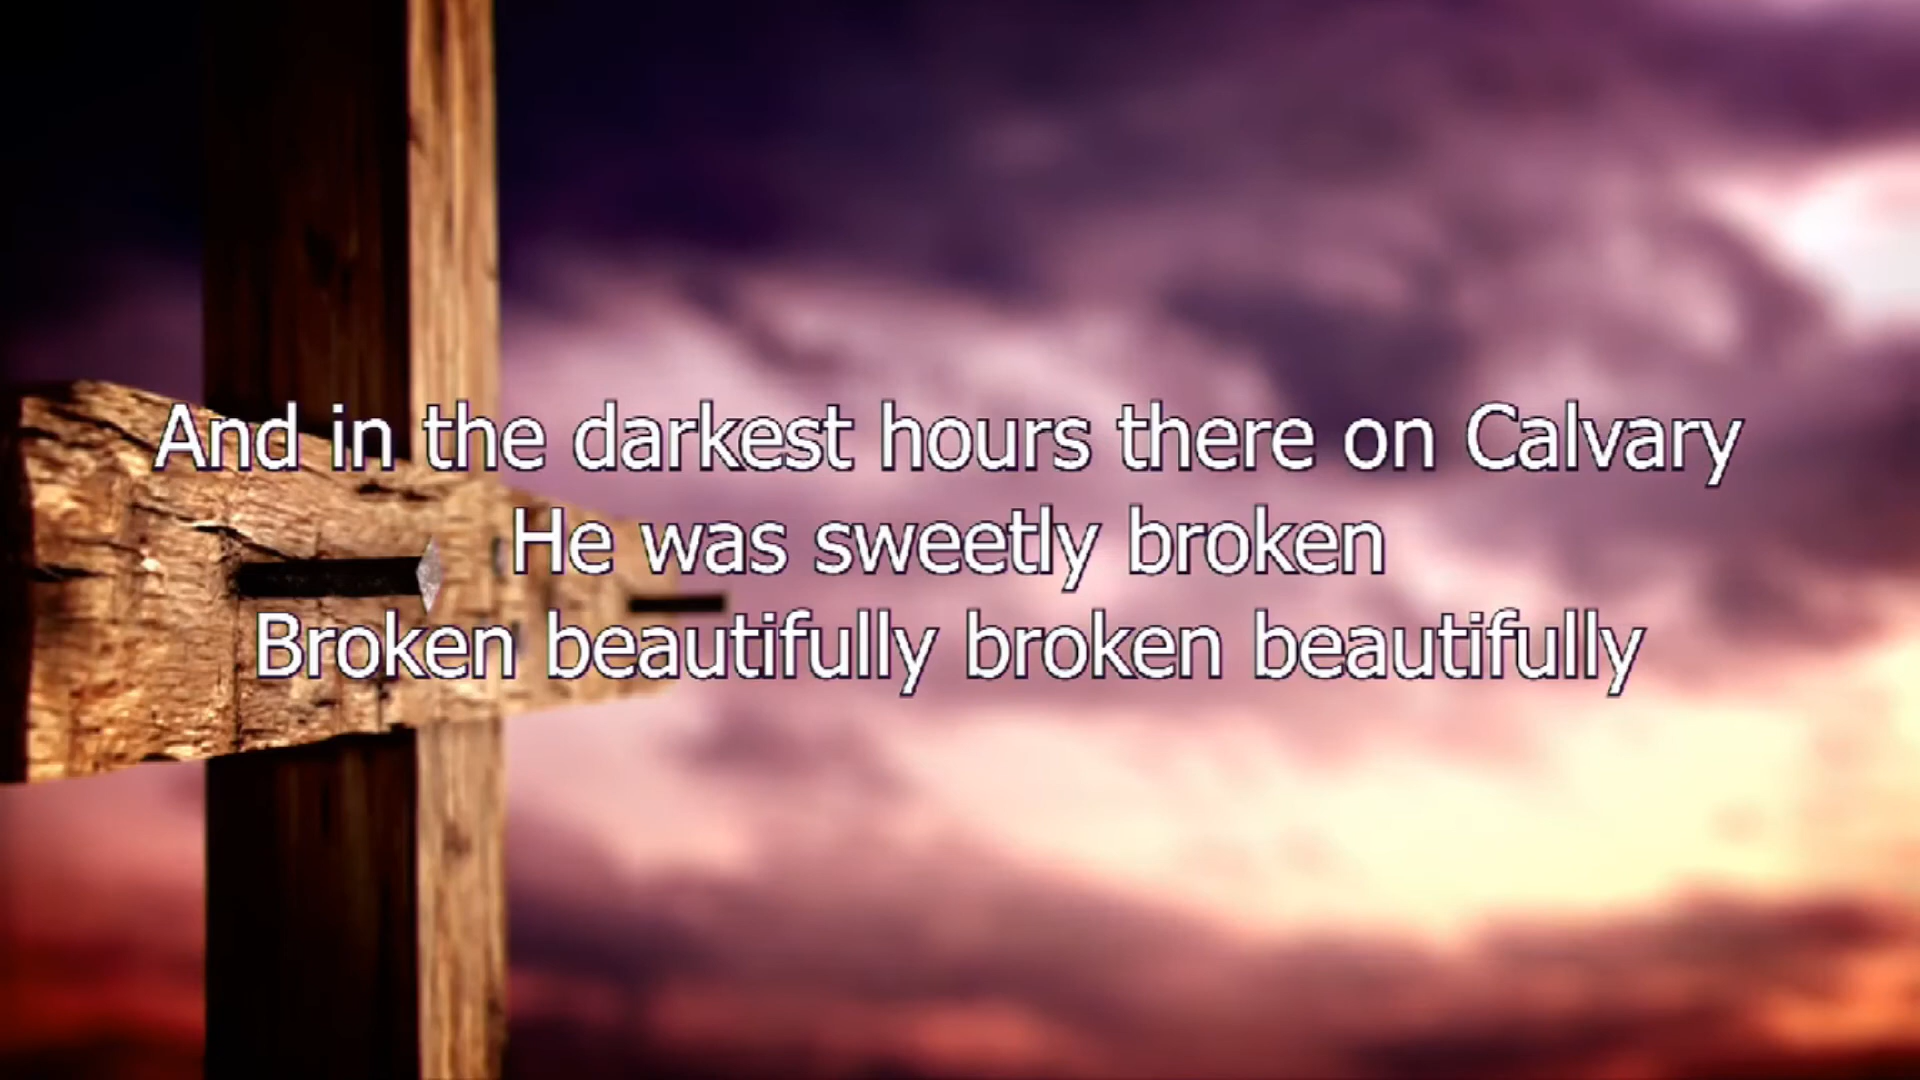 And in the darkest hours there on Calvary
He was sweetly broken
Broken beautifully broken beautifully